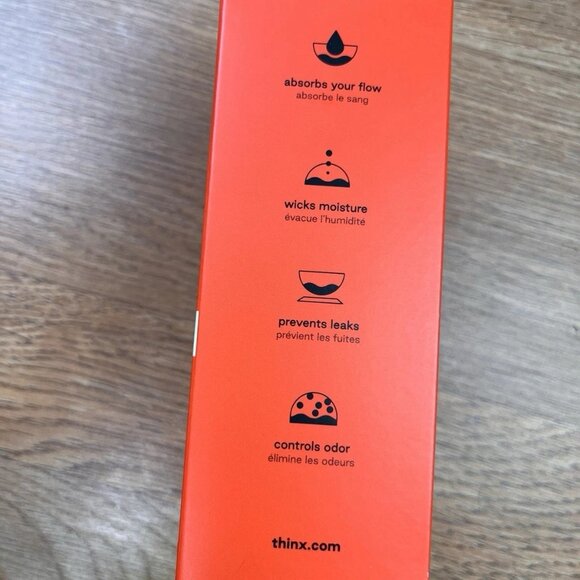 absorbs your flow
absorbe le sang
wicks moisture
évacue l'humidité
prevents leaks
prévient les fuites
controls odor
élimine les odeurs
thinx.com